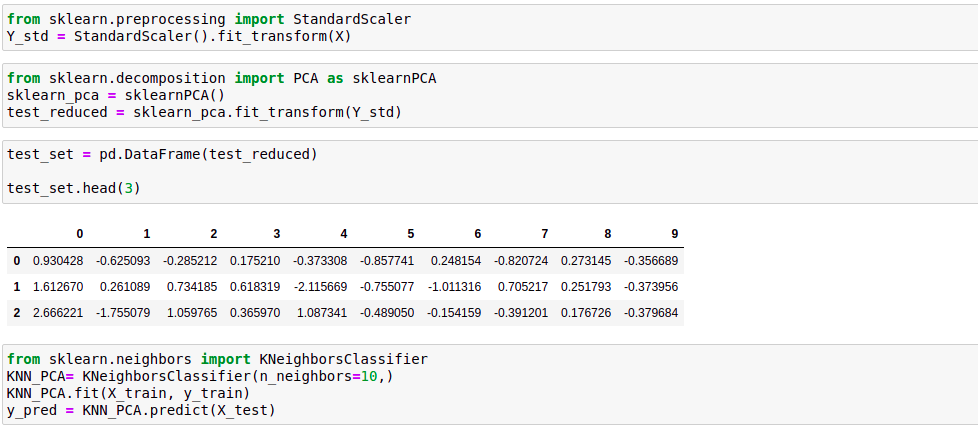 from sklearn.preprocessing import StandardScaler
Y_std = StandardScaler().fit_transform(X)
from sklearn.decomposition import PCA as sklearnPCA
sklearn_pca = sklearnPCA()
test_reduced = sklearn_pca.fit_transform(Y_std)
test_set = pd.DataFrame(test_reduced)
test_set.head(3)
0 1 2 3 4 5 6 7 8 9
0 0.930428 -0.625093 -0.285212 0.175210 -0.373308 -0.857741 0.248154 -0.820724 0.273145 -0.356689
1 1.612670 0.261089 0.734185 0.618319 -2.115669 -0.755077 -1.011316 0.705217 0.251793 -0.373956
2 2.666221 -1.755079 1.059765 0.365970 1.087341 -0.489050 -0.154159 -0.391201 0.176726 -0.379684
from sklearn.neighbors import KNeighborsClassifier
KNN_PCA= KNeighborsClassifier(n_neighbors=10,)
KNN_PCA.fit(X_train, y_train)
y_pred = KNN_PCA.predict(X_test)